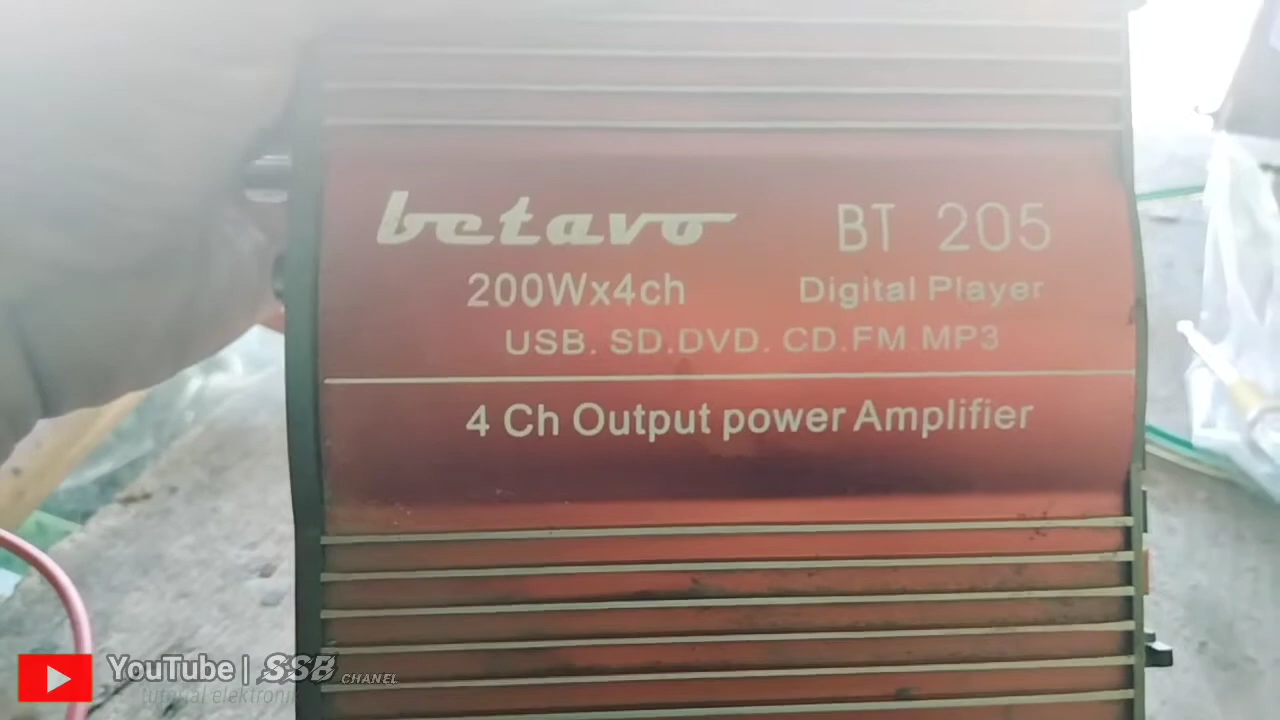 betavo BT 205
200Wx4ch Digital Player
USB. SD.DVD. CD.FM.MP3
4 Ch Output power Amplifier
YouTube | SSB CHANEL
tutorial elektroni